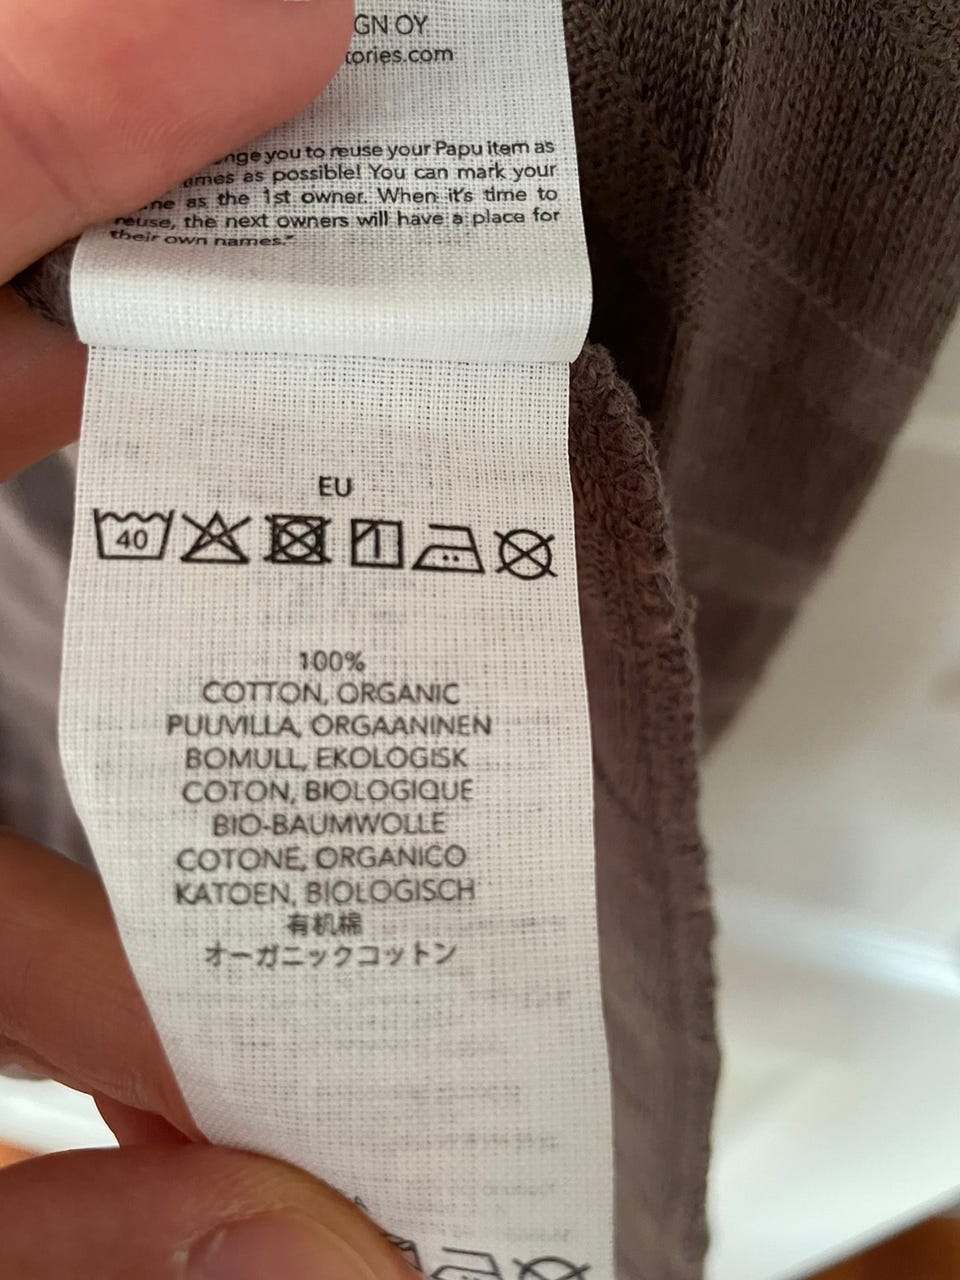 GN OY
tories.com
nge you to reuse your Papu item as
times as possible! You can mark your
as the 1st owner. When it's time to
reuse, the next owners will have a place for
their own names."
EU
40
100%
COTTON, ORGANIC
PUUVILLA, ORGAANINEN
BOMULL, EKOLOGISK
COTON, BIOLOGIQUE
BIO-BAUMWOLLE
COTONE, ORGANICO
KATOEN, BIOLOGISCH
有机棉
オーガニックコットン